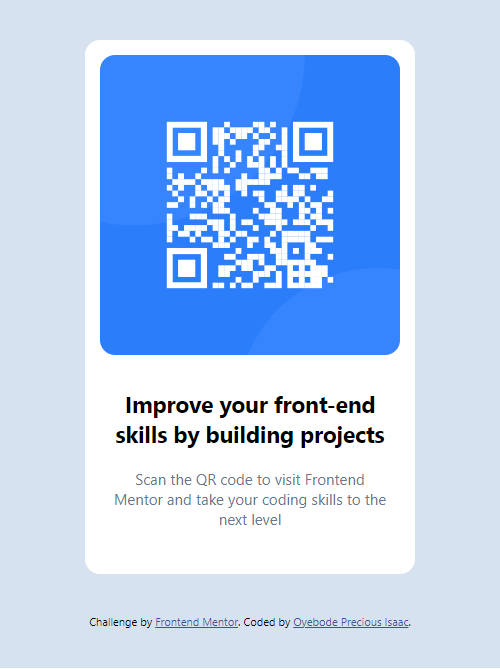 Improve your front-end
skills by building projects
Scan the QR code to visit Frontend
Mentor and take your coding skills to the
next level
Challenge by Frontend Mentor. Coded by Oyebode Precious Isaac.